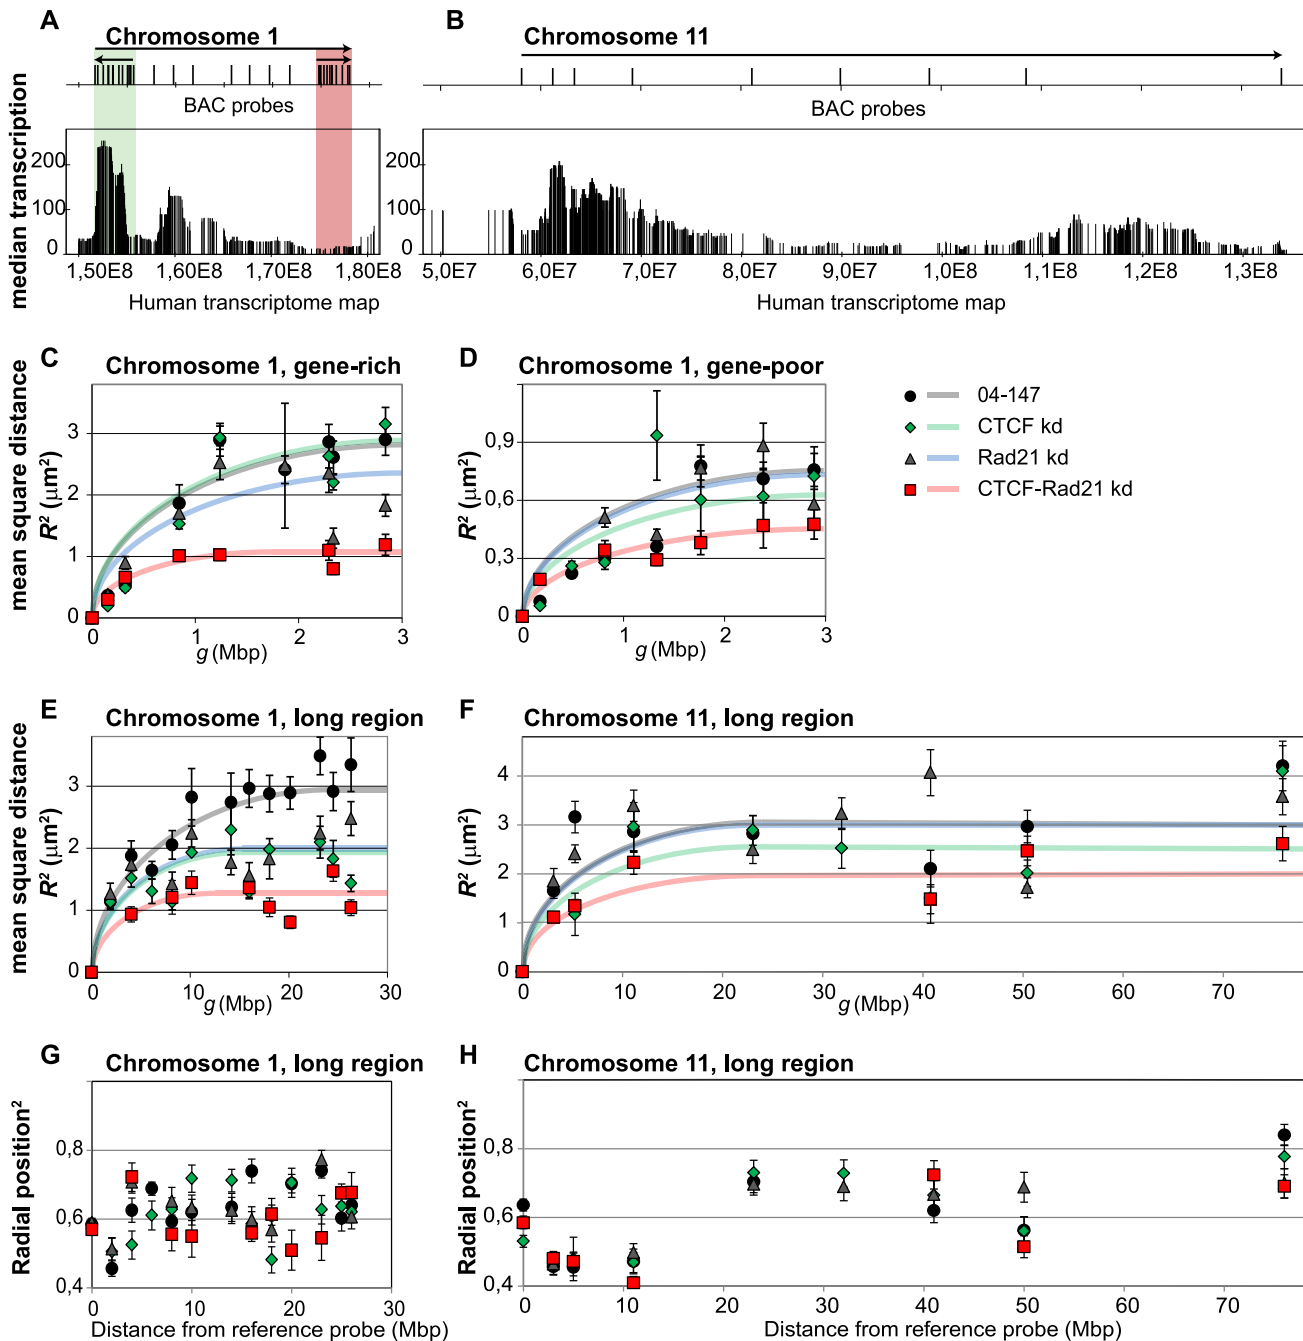 A
Chromosome 1
BAC probes
median transcription
200
100
0
1,50E8 1,60E8 1,70E8 1,80E8
Human transcriptome map
B
Chromosome 11
BAC probes
200
100
0
5,0E7 6,0E7 7,0E7 8,0E7 9,0E7 1,0E8 1,1E8 1,2E8 1,3E8
Human transcriptome map
C
Chromosome 1, gene-rich
mean square distance
R² (μm²)
3
2
1
0
0 1 2 3
g (Mbp)
D
Chromosome 1, gene-poor
0,9
0,6
0,3
0
0 1 2 3
g (Mbp)
04-147
CTCF kd
Rad21 kd
CTCF-Rad21 kd
E
Chromosome 1, long region
mean square distance
R² (μm²)
3
2
1
0
0 10 20 30
g (Mbp)
F
Chromosome 11, long region
R² (μm²)
4
3
2
1
0
0 10 20 30 40 50 60 70
g (Mbp)
G
Chromosome 1, long region
Radial position²
0,8
0,6
0,4
0 10 20 30
Distance from reference probe (Mbp)
H
Chromosome 11, long region
Radial position²
0,8
0,6
0,4
0 10 20 30 40 50 60 70
Distance from reference probe (Mbp)